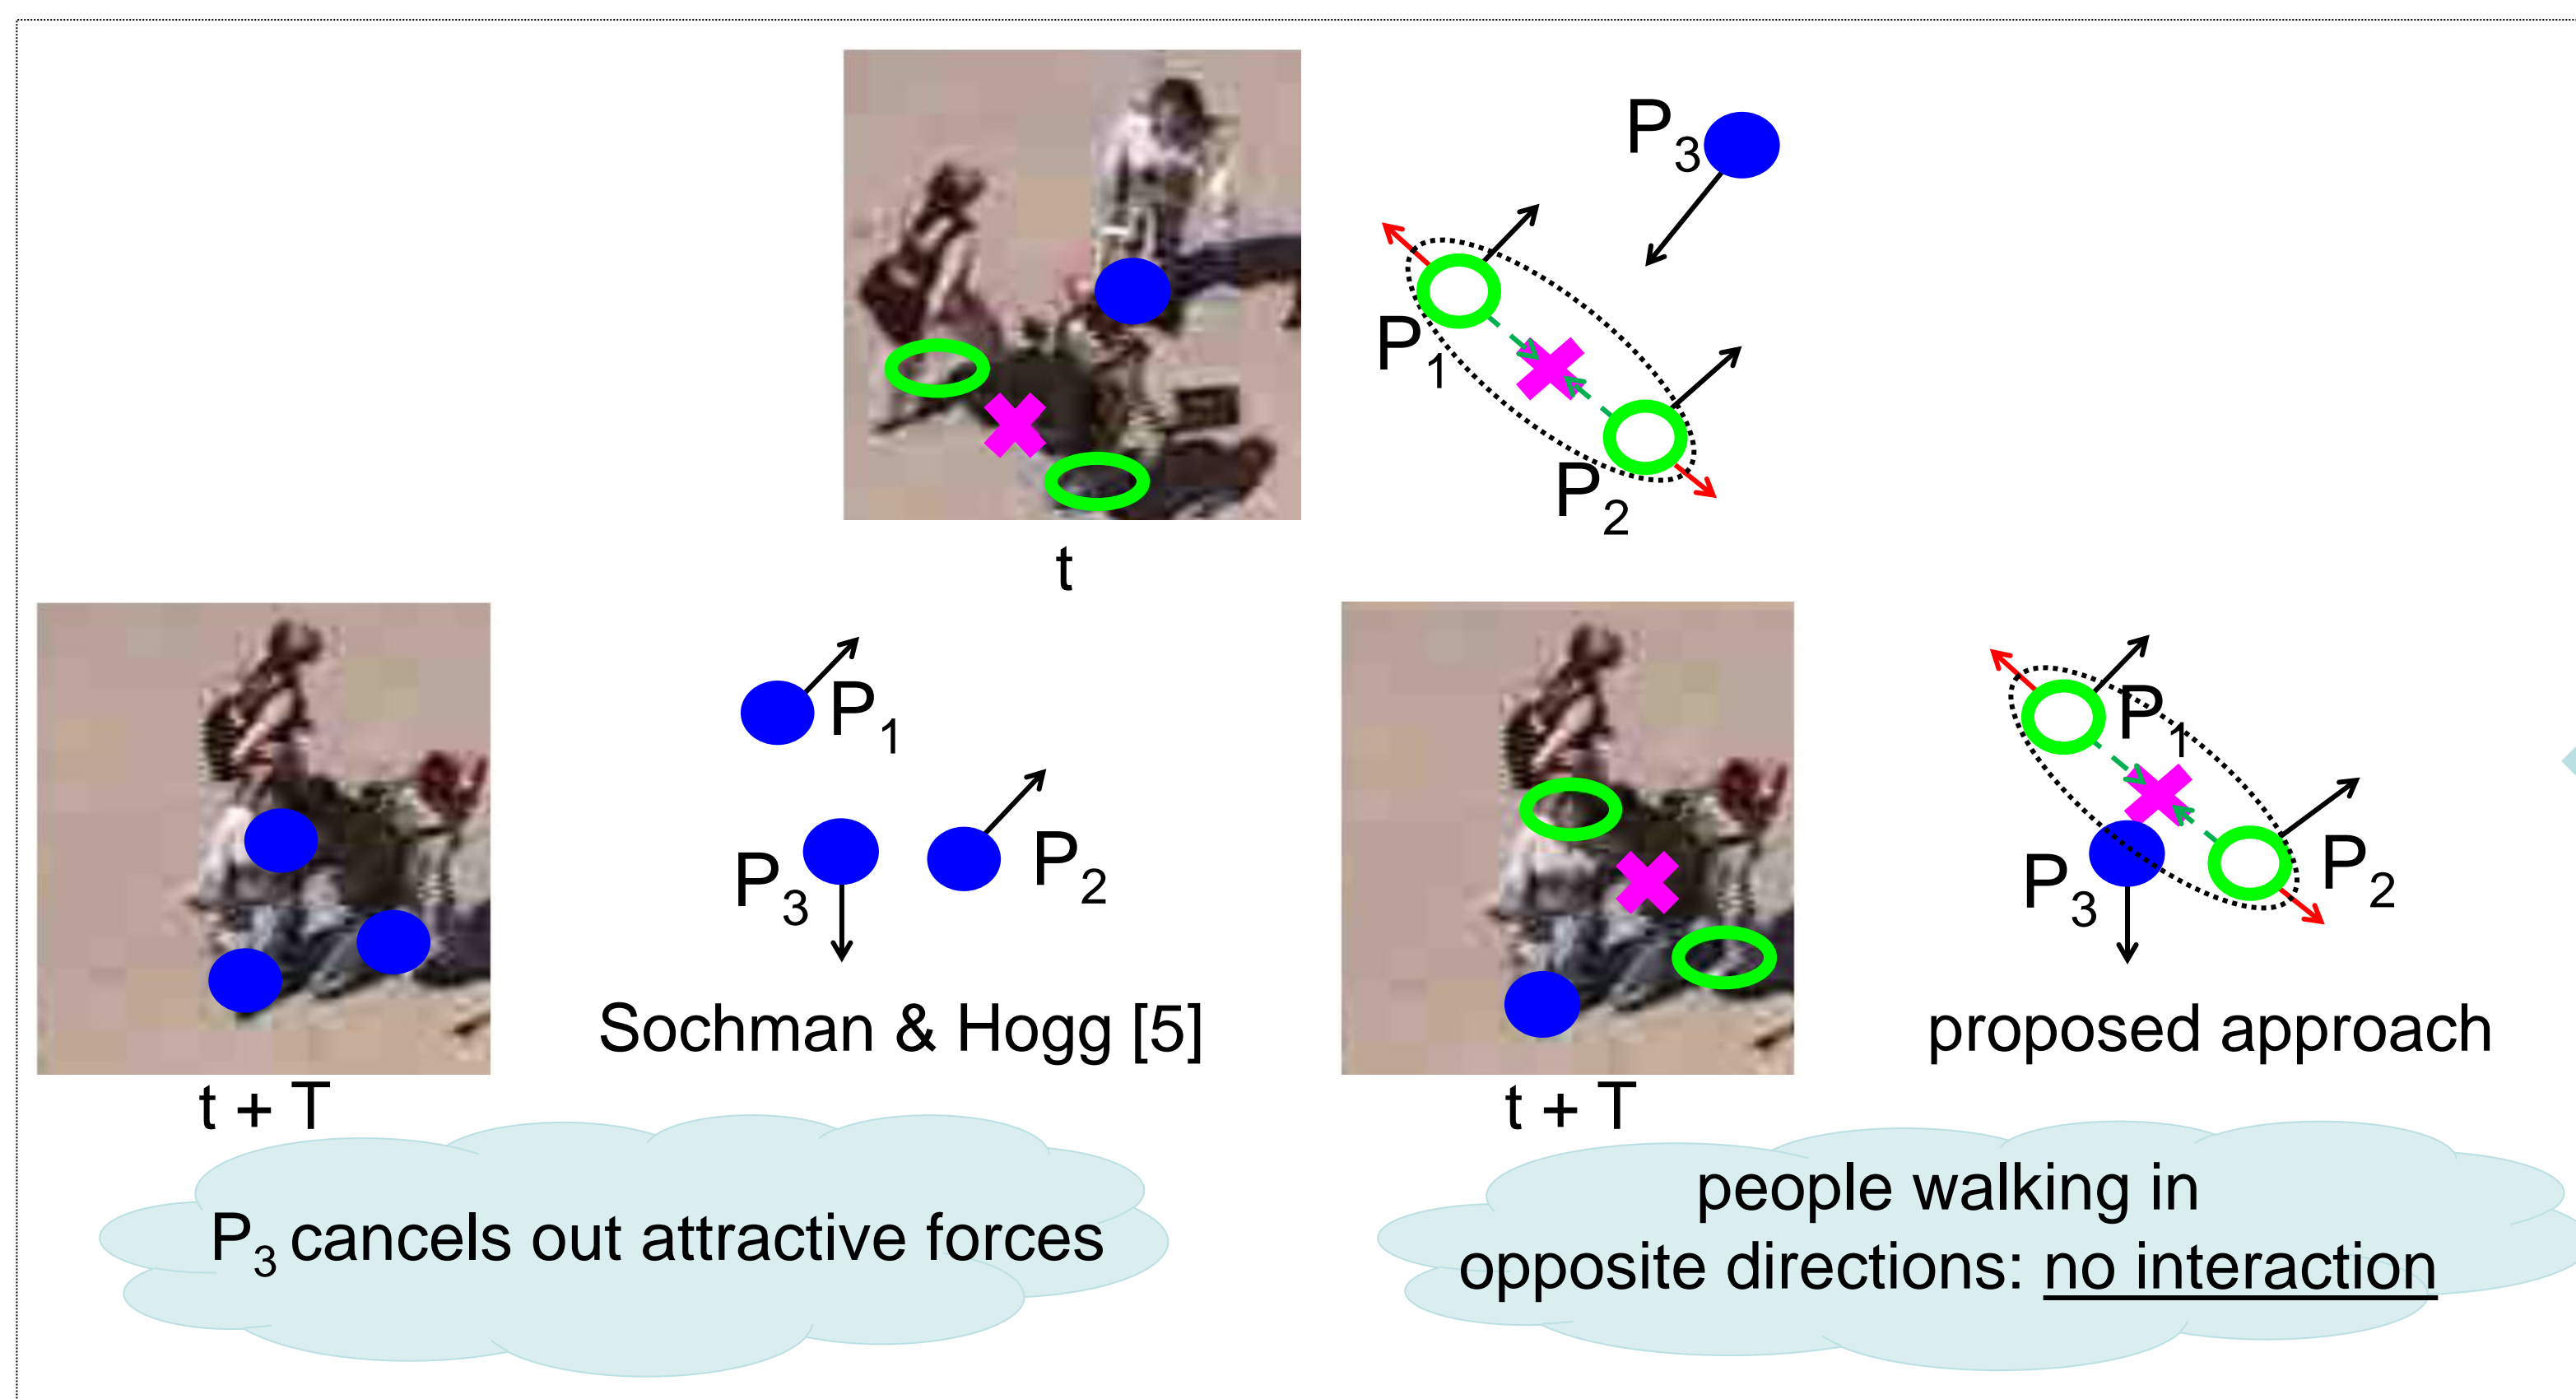 P3
P1
P2
t
P1
P3
P2
Sochman & Hogg [5]
t + T
P1
P3
P2
proposed approach
t + T
P3 cancels out attractive forces
people walking in
opposite directions: no interaction